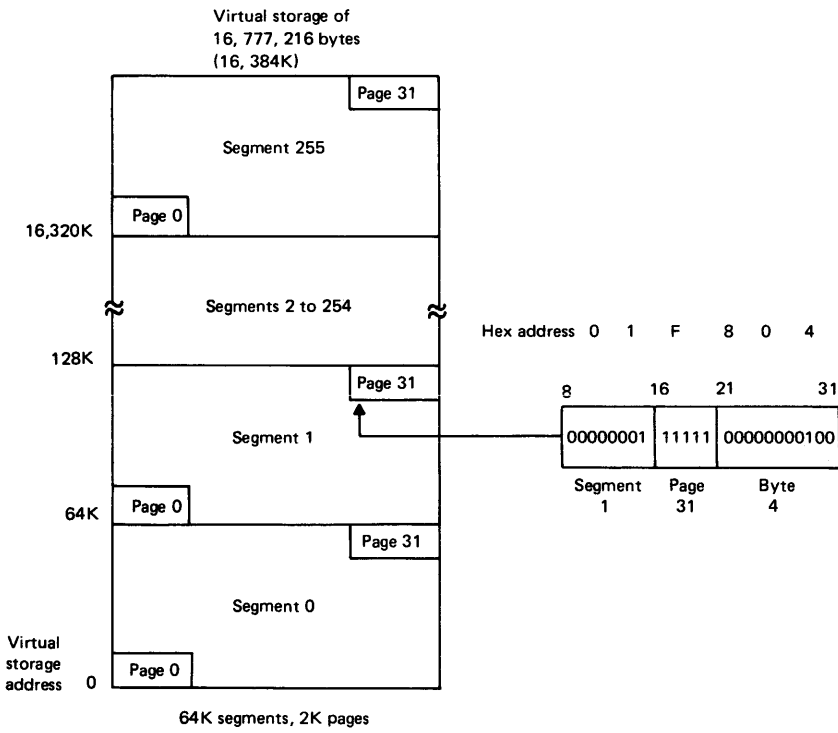 Virtual storage of
16, 777, 216 bytes
(16, 384K)
Page 31
Segment 255
Page 0
16,320K
Segments 2 to 254
128K
Page 31
Segment 1
Page 0
64K
Page 31
Segment 0
Page 0
Virtual
storage
address 0
64K segments, 2K pages
Hex address 0 1 F 8 0 4
8 16 21 31
00000001 11111 00000000100
Segment Page Byte
1 31 4